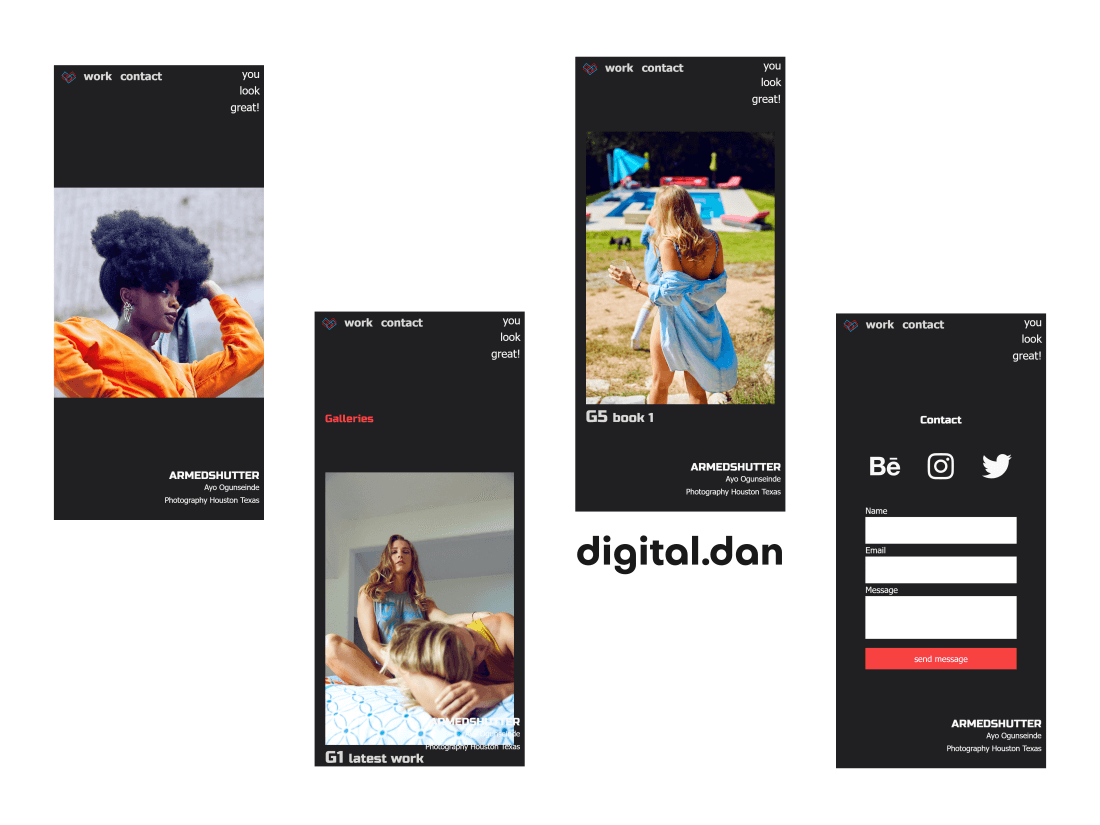 work contact
you
look
great!
ARMEDSHUTTER
Ayo Ogunseinde
Photography Houston Texas
work contact
you
look
great!
Galleries
ARMEDSHUTTER
Ayo Ogunseinde
Photography Houston Texas
G1 latest work
work contact
you
look
great!
G5 book 1
ARMEDSHUTTER
Ayo Ogunseinde
Photography Houston Texas
digital.dan
work contact
you
look
great!
Contact
Bē
Name
Email
Message
send message
ARMEDSHUTTER
Ayo Ogunseinde
Photography Houston Texas